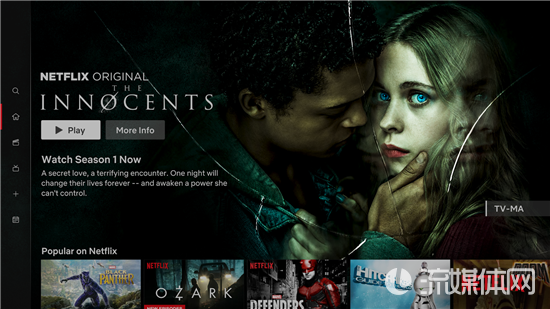 NETFLIX ORIGINAL
THE
INNOCENTS
Play
More Info
Watch Season 1 Now
A secret love, a terrifying encounter. One night will
change their lives forever -- and awaken a power she
can't control.
TV-MA
Popular on Netflix
BLACK
PANTHER
NETFLIX
OZARK
NEW EPISODES
NETFLIX
DEFENDERS
流媒体网